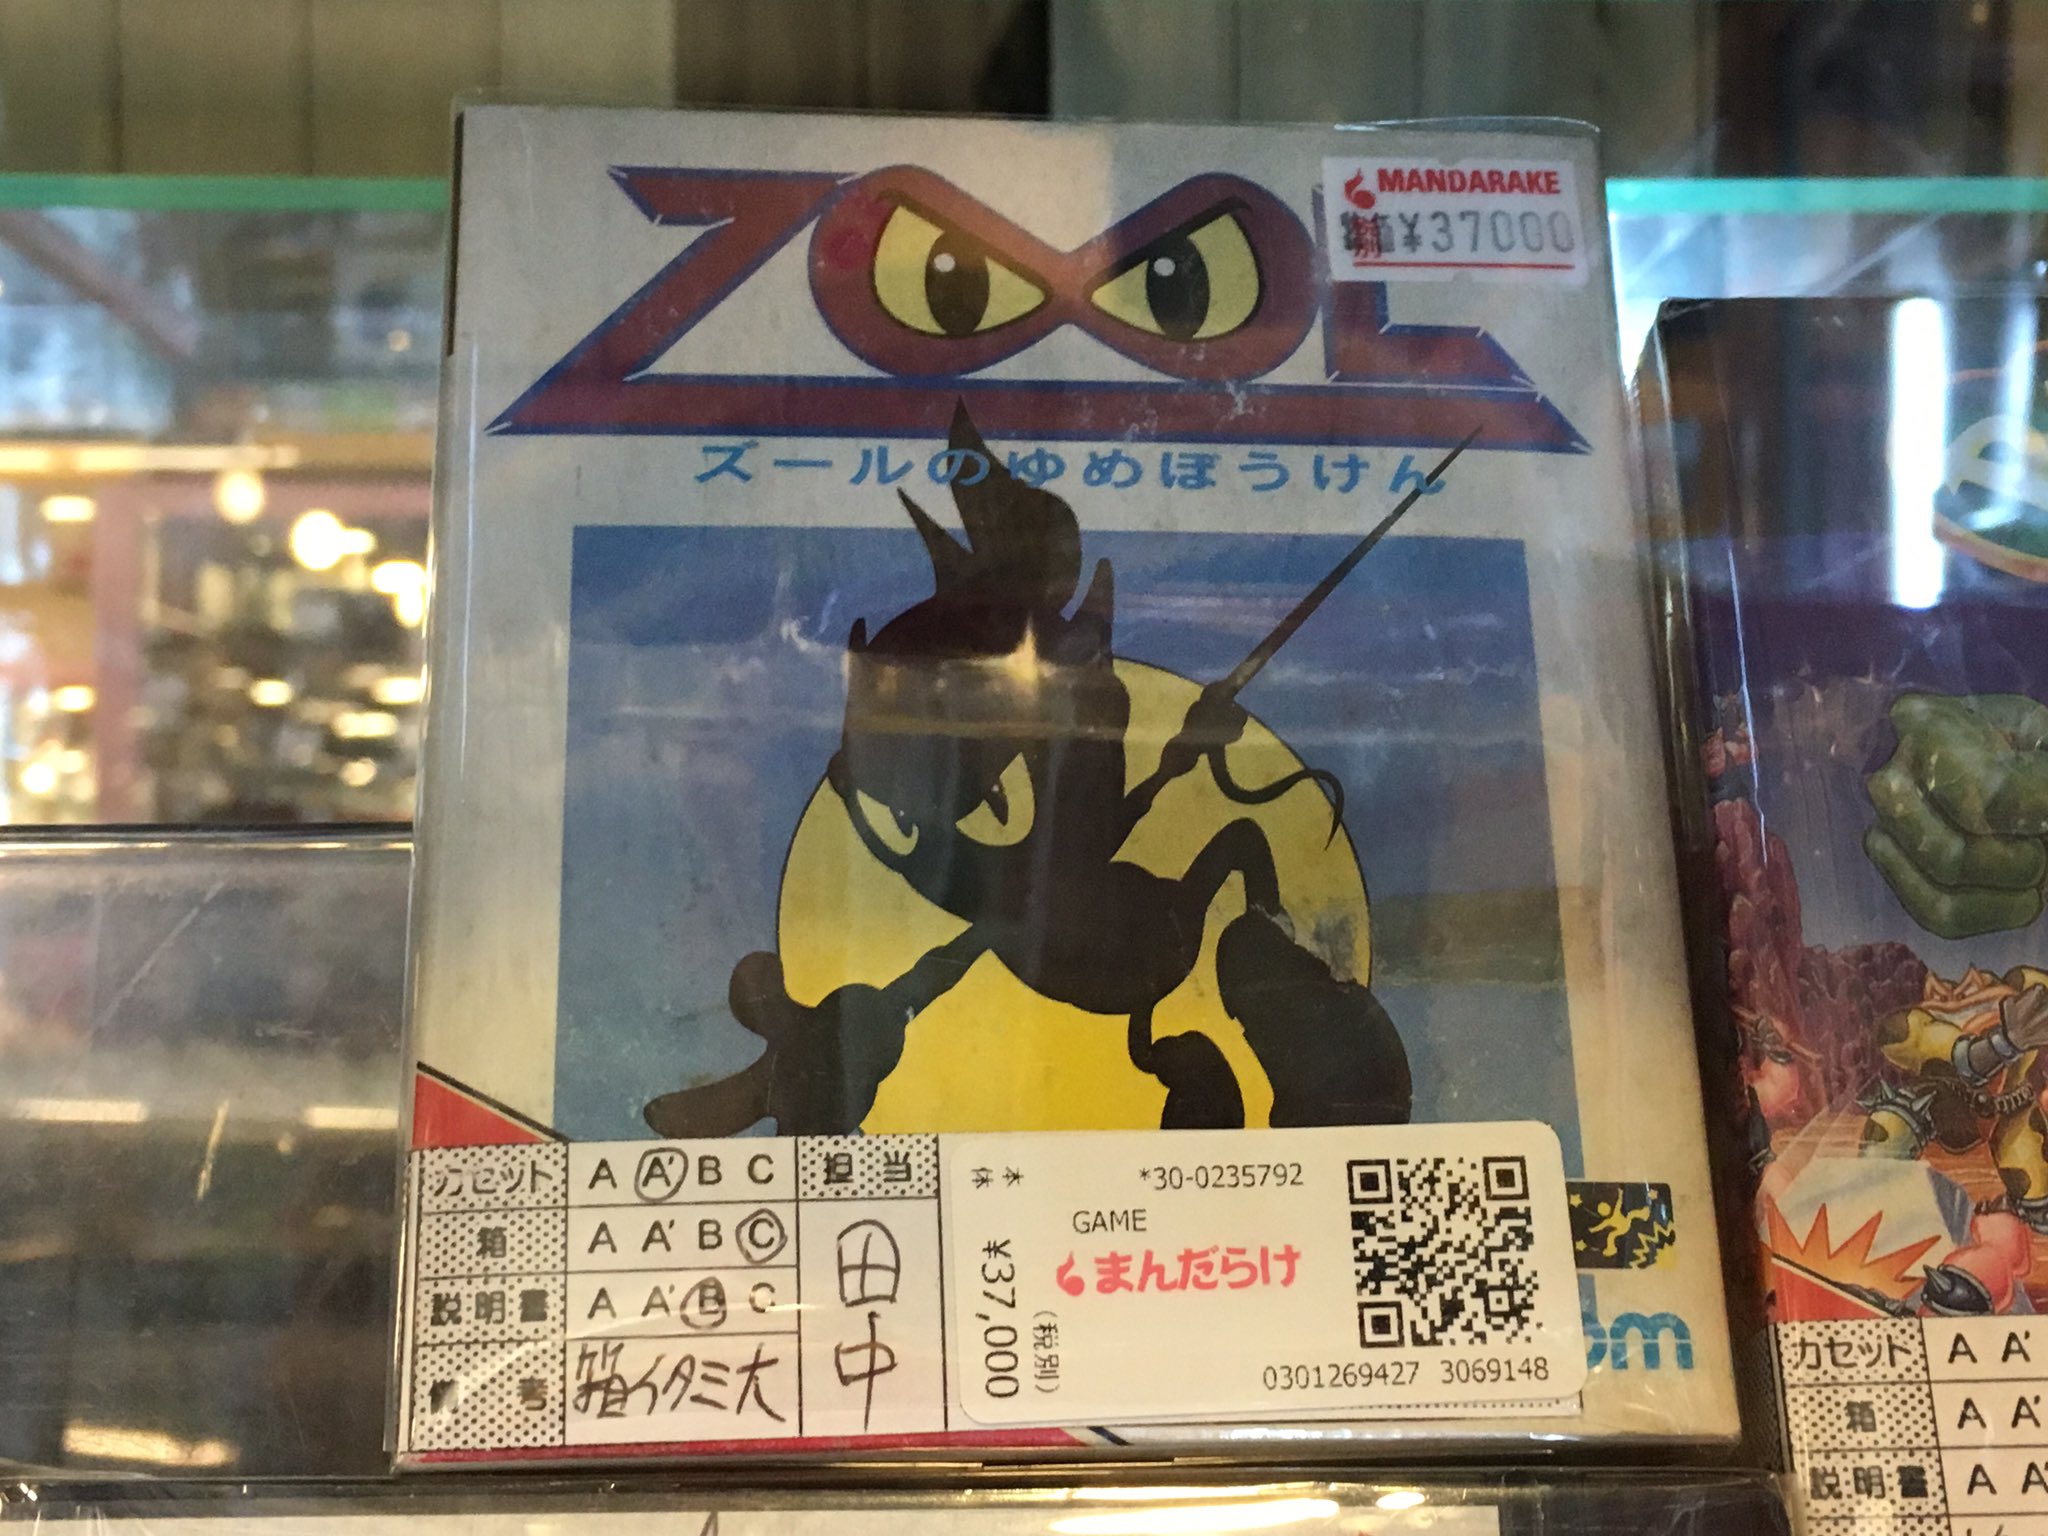 ZOOL
MANDARAKE
¥37000
ズールのゆめぼうけん
カセット A A' B C 担当
箱 A A' B C
田中
説明書 A A' B C
備考 箱イタミ大
本体 ¥37,000 (税別)
*30-0235792
GAME
まんだらけ
0301269427 3069148
カセット A A'
箱 A A'
説明書 A A'